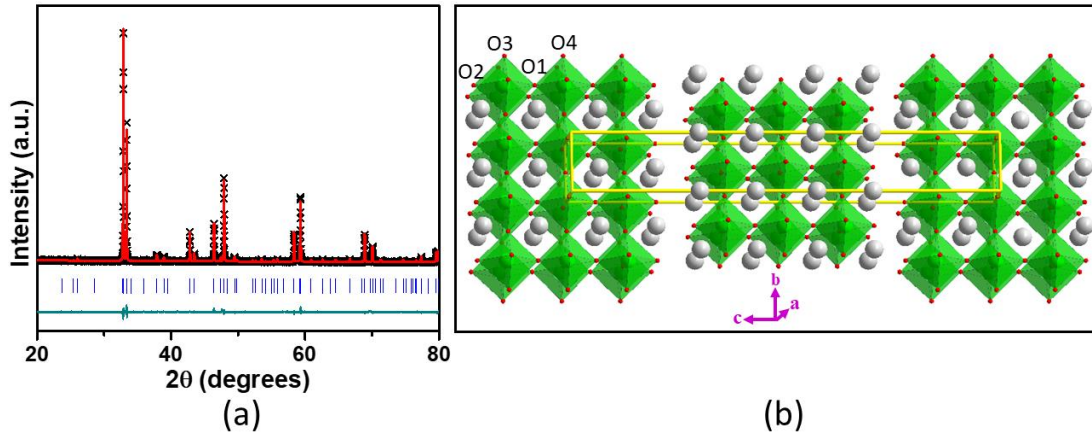 Intensity (a.u.)
20 40 60 80
2θ (degrees)
(a)
O3 O4
O2 O1
b
a
c
(b)